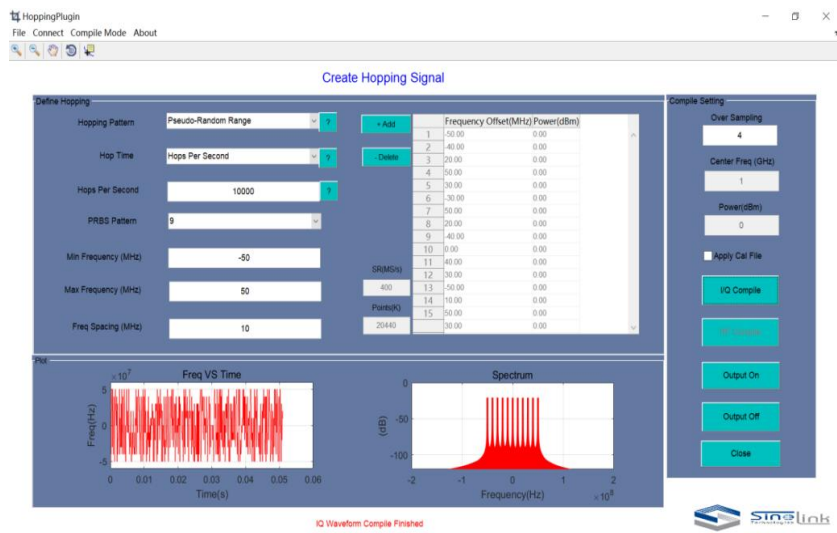 HoppingPlugin
File Connect Compile Mode About
Create Hopping Signal
Define Hopping
Hopping Pattern Pseudo-Random Range ?
Hop Time Hops Per Second ?
Hops Per Second 10000 ?
PRBS Pattern 9
Min Frequency (MHz) -50
Max Frequency (MHz) 50
Freq Spacing (MHz) 10
+ Add
- Delete
SR(MS/s)
400
Points(K)
20440
Frequency Offset(MHz) Power(dBm)
1 -50.00 0.00
2 -40.00 0.00
3 20.00 0.00
4 50.00 0.00
5 30.00 0.00
6 -30.00 0.00
7 50.00 0.00
8 20.00 0.00
9 -40.00 0.00
10 0.00 0.00
11 40.00 0.00
12 30.00 0.00
13 -50.00 0.00
14 10.00 0.00
15 50.00 0.00
30.00 0.00
Compile Setting
Over Sampling
4
Center Freq (GHz)
1
Power(dBm)
0
Apply Cal File
I/Q Compile
Output On
Output Off
Close
Plot
Freq VS Time
× 10^7
5
0
-5
Freq(Hz)
0 0.01 0.02 0.03 0.04 0.05 0.06
Time(s)
Spectrum
0
-50
-100
(dB)
-2 -1 0 1 2
× 10^8
Frequency(Hz)
IQ Waveform Compile Finished
Sinolink
Technologies